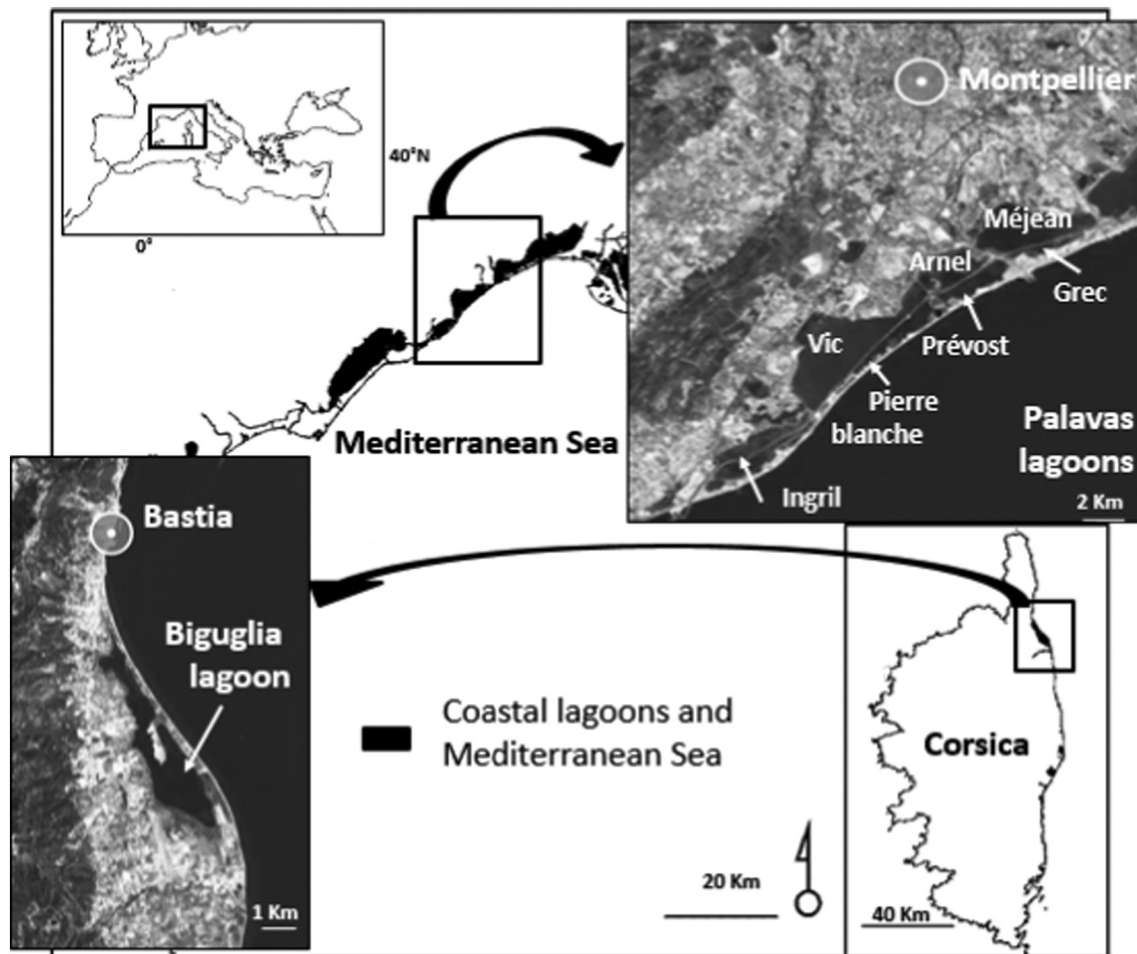 40°N
0°
Montpellier
Méjean
Arnel
Grec
Vic
Prévost
Pierre
blanche
Palavas
lagoons
Ingril
2 Km
Mediterranean Sea
Bastia
Biguglia
lagoon
1 Km
Coastal lagoons and
Mediterranean Sea
20 Km
Corsica
40 Km